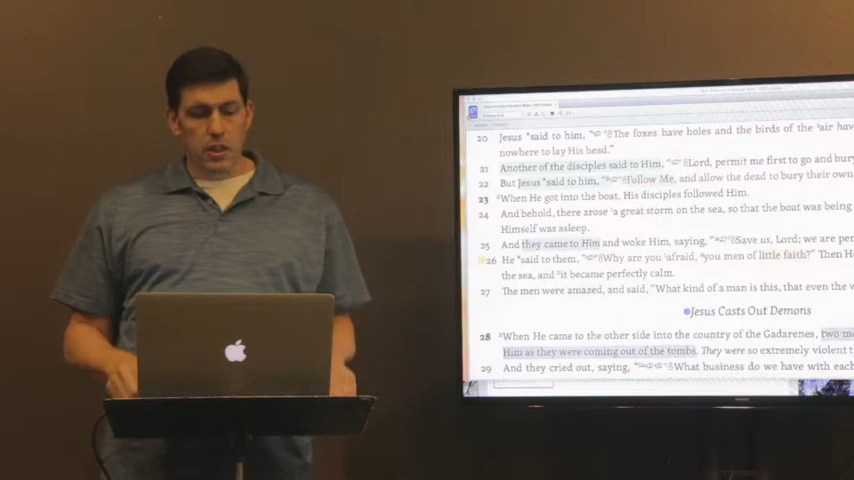 20 Jesus *said to him, "The foxes have holes and the birds of the air hav
nowhere to lay His head."
21 Another of the disciples said to Him, "Lord, permit me first to go and bury
22 But Jesus *said to him, "Follow Me, and allow the dead to bury their own
23 When He got into the boat, His disciples followed Him.
24 And behold, there arose a great storm on the sea, so that the boat was being
Himself was asleep.
25 And they came to Him and woke Him, saying, "Save us, Lord; we are pe
26 He *said to them, "Why are you afraid, you men of little faith?" Then H
the sea, and it became perfectly calm.
27 The men were amazed, and said, "What kind of a man is this, that even the w
Jesus Casts Out Demons
28 When He came to the other side into the country of the Gadarenes, two m
Him as they were coming out of the tombs. They were so extremely violent t
29 And they cried out, saying, "What business do we have with each